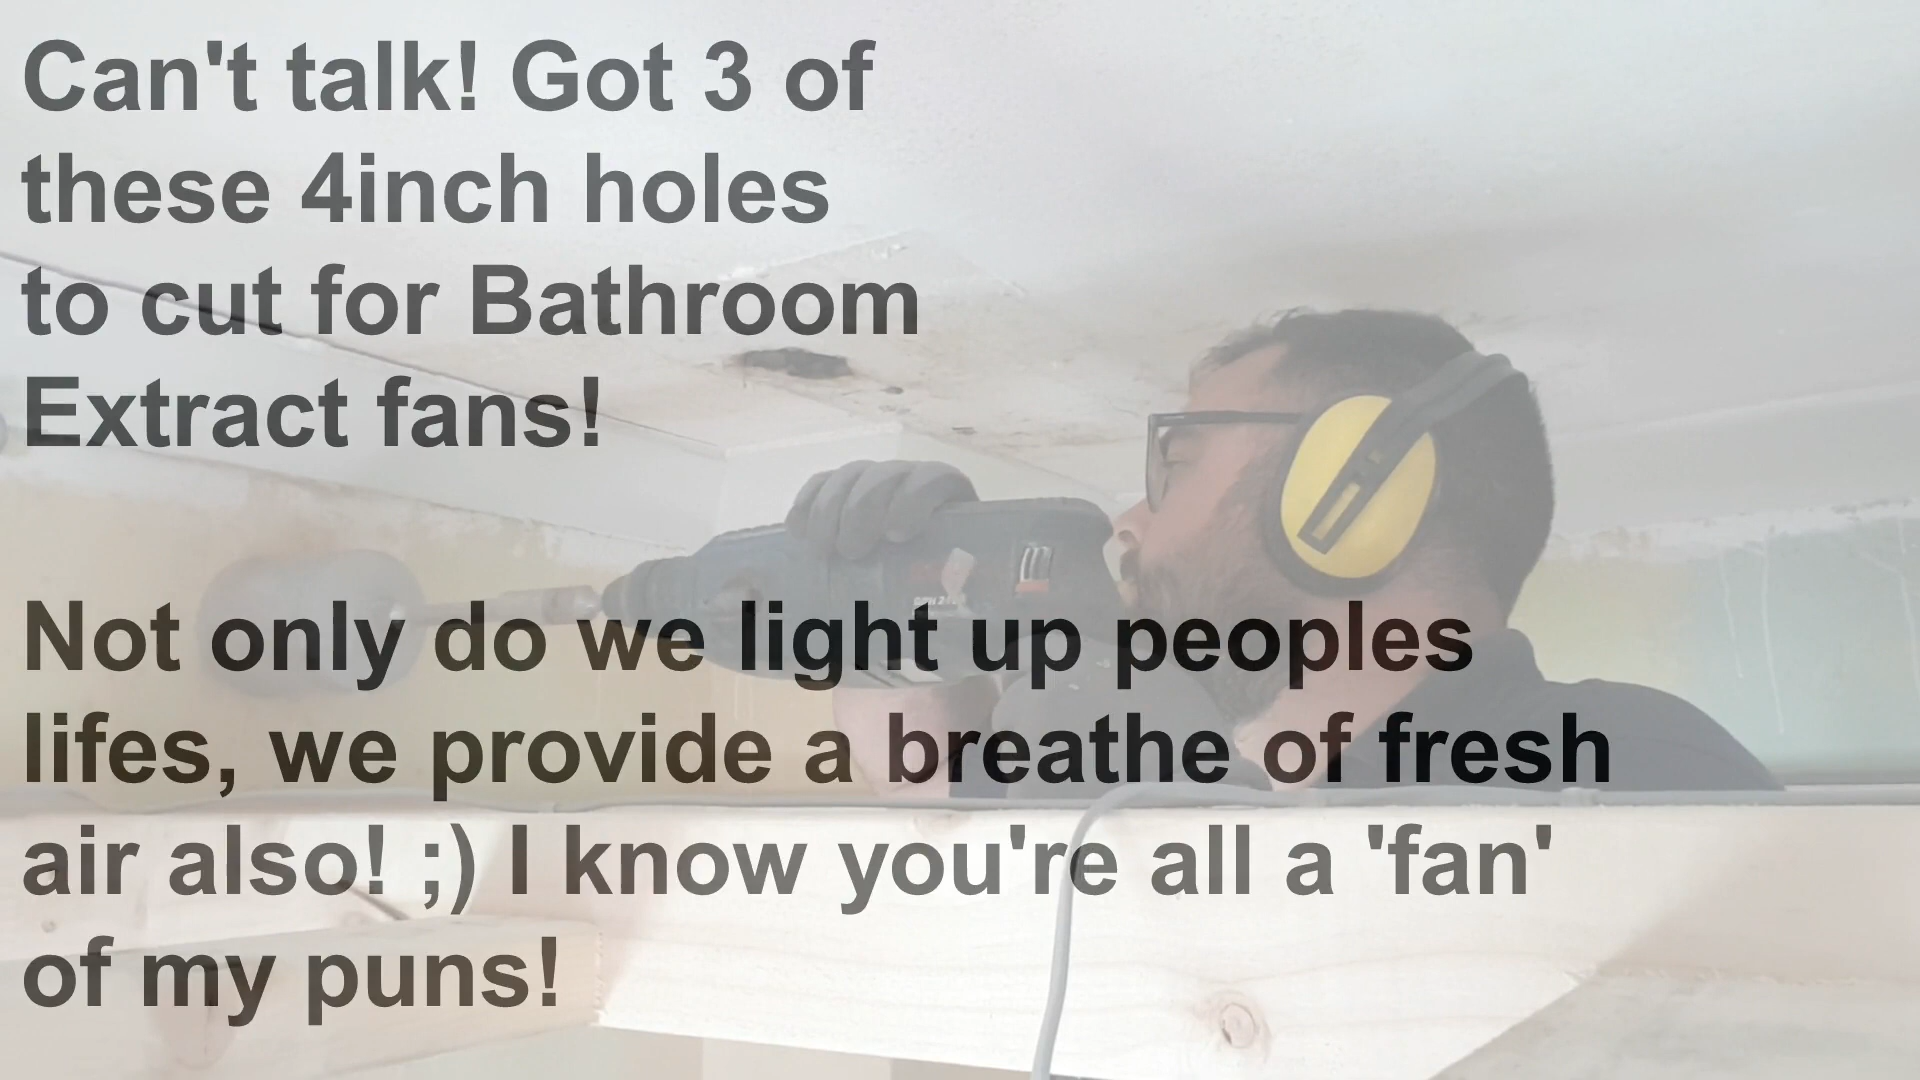 Can't talk! Got 3 of
these 4inch holes
to cut for Bathroom
Extract fans!
Not only do we light up peoples
lifes, we provide a breathe of fresh
air also! ;) I know you're all a 'fan'
of my puns!